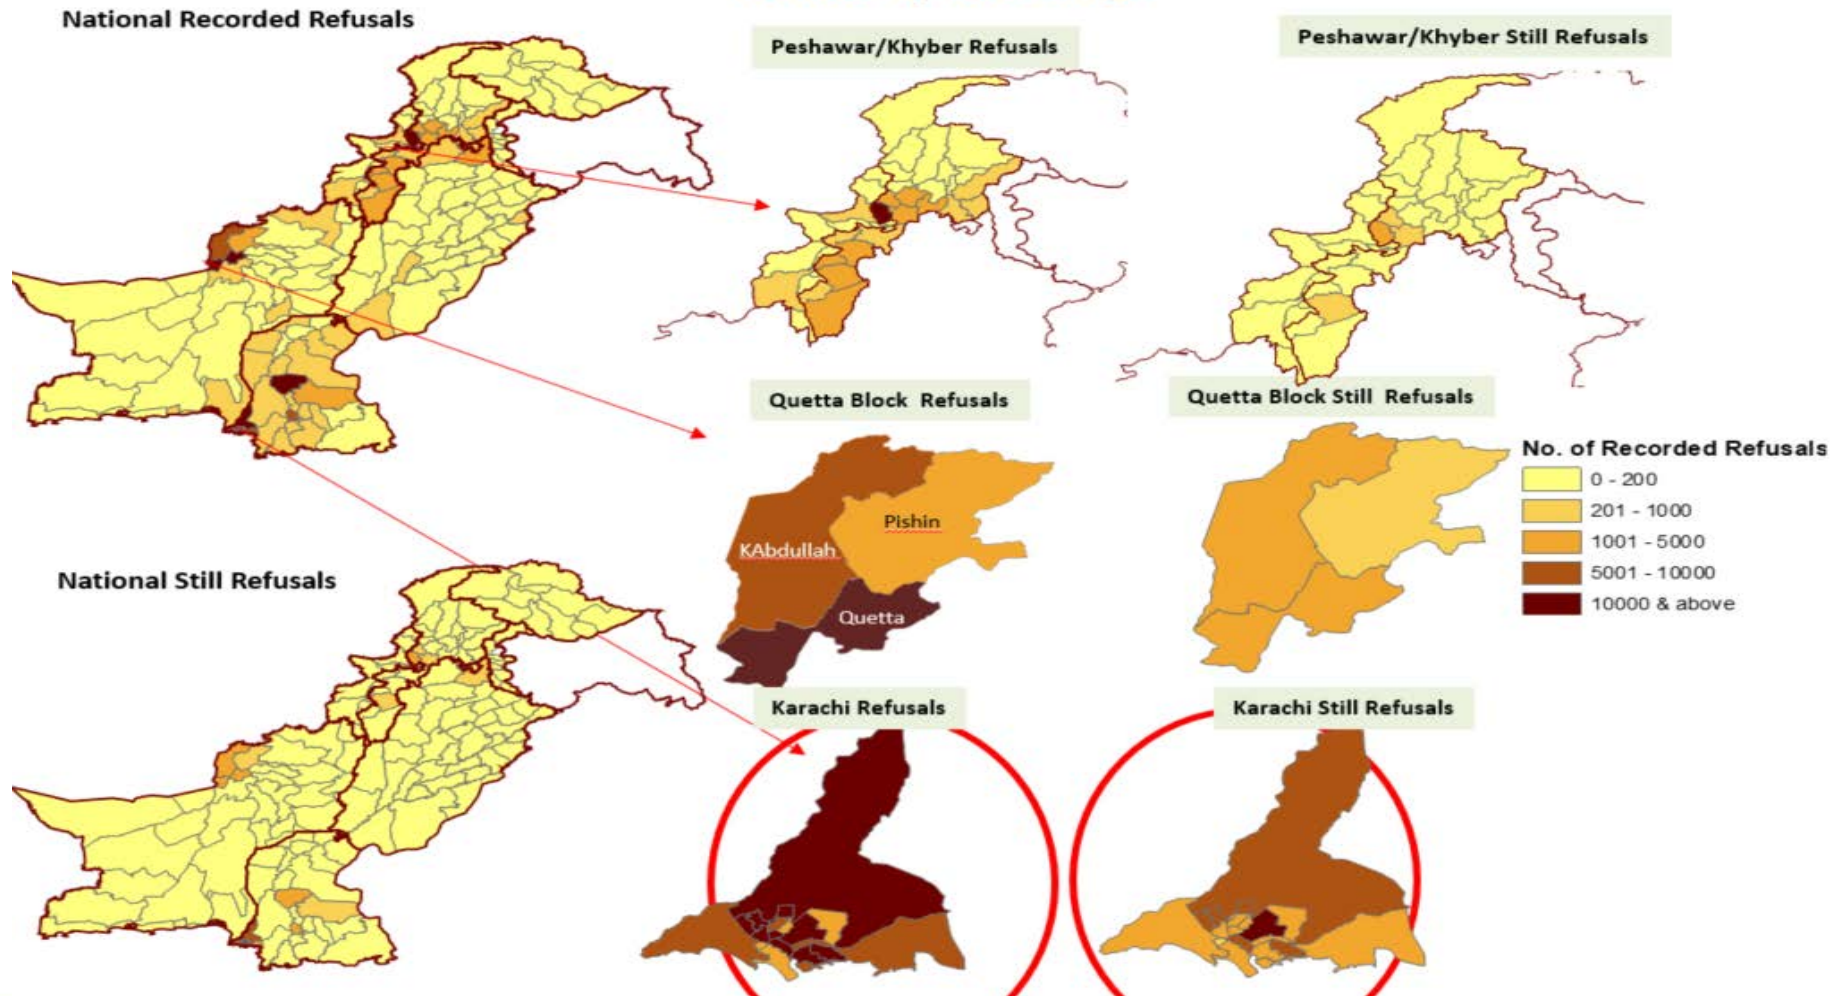 National Recorded Refusals
Peshawar/Khyber Refusals
Peshawar/Khyber Still Refusals
Quetta Block Refusals
Quetta Block Still Refusals
KAbdullah
Pishin
Quetta
No. of Recorded Refusals
0 - 200
201 - 1000
1001 - 5000
5001 - 10000
10000 & above
National Still Refusals
Karachi Refusals
Karachi Still Refusals